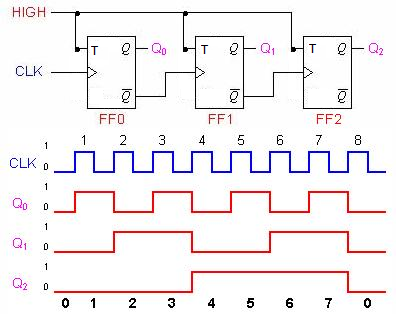 HIGH
T Q Q0 T Q Q1 T Q Q2
CLK
Q Q Q
FF0 FF1 FF2
1 1 2 3 4 5 6 7 8
CLK
0
1
Q0
0
1
Q1
0
1
Q2
0
0 1 2 3 4 5 6 7 0